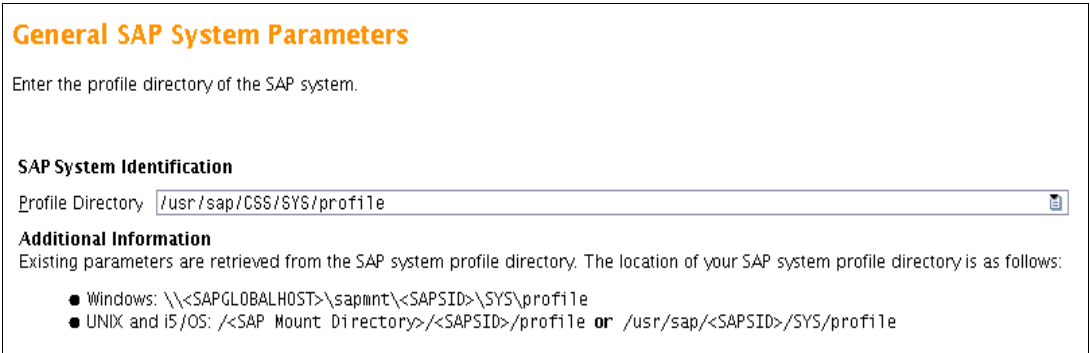 General SAP System Parameters
Enter the profile directory of the SAP system.
SAP System Identification
Profile Directory /usr/sap/CSS/SYS/profile
Additional Information
Existing parameters are retrieved from the SAP system profile directory. The location of your SAP system profile directory is as follows:
● Windows: \\<SAPGLOBALHOST>\sapmnt\<SAPSID>\SYS\profile
● UNIX and i5/OS: /<SAP Mount Directory>/<SAPSID>/profile or /usr/sap/<SAPSID>/SYS/profile